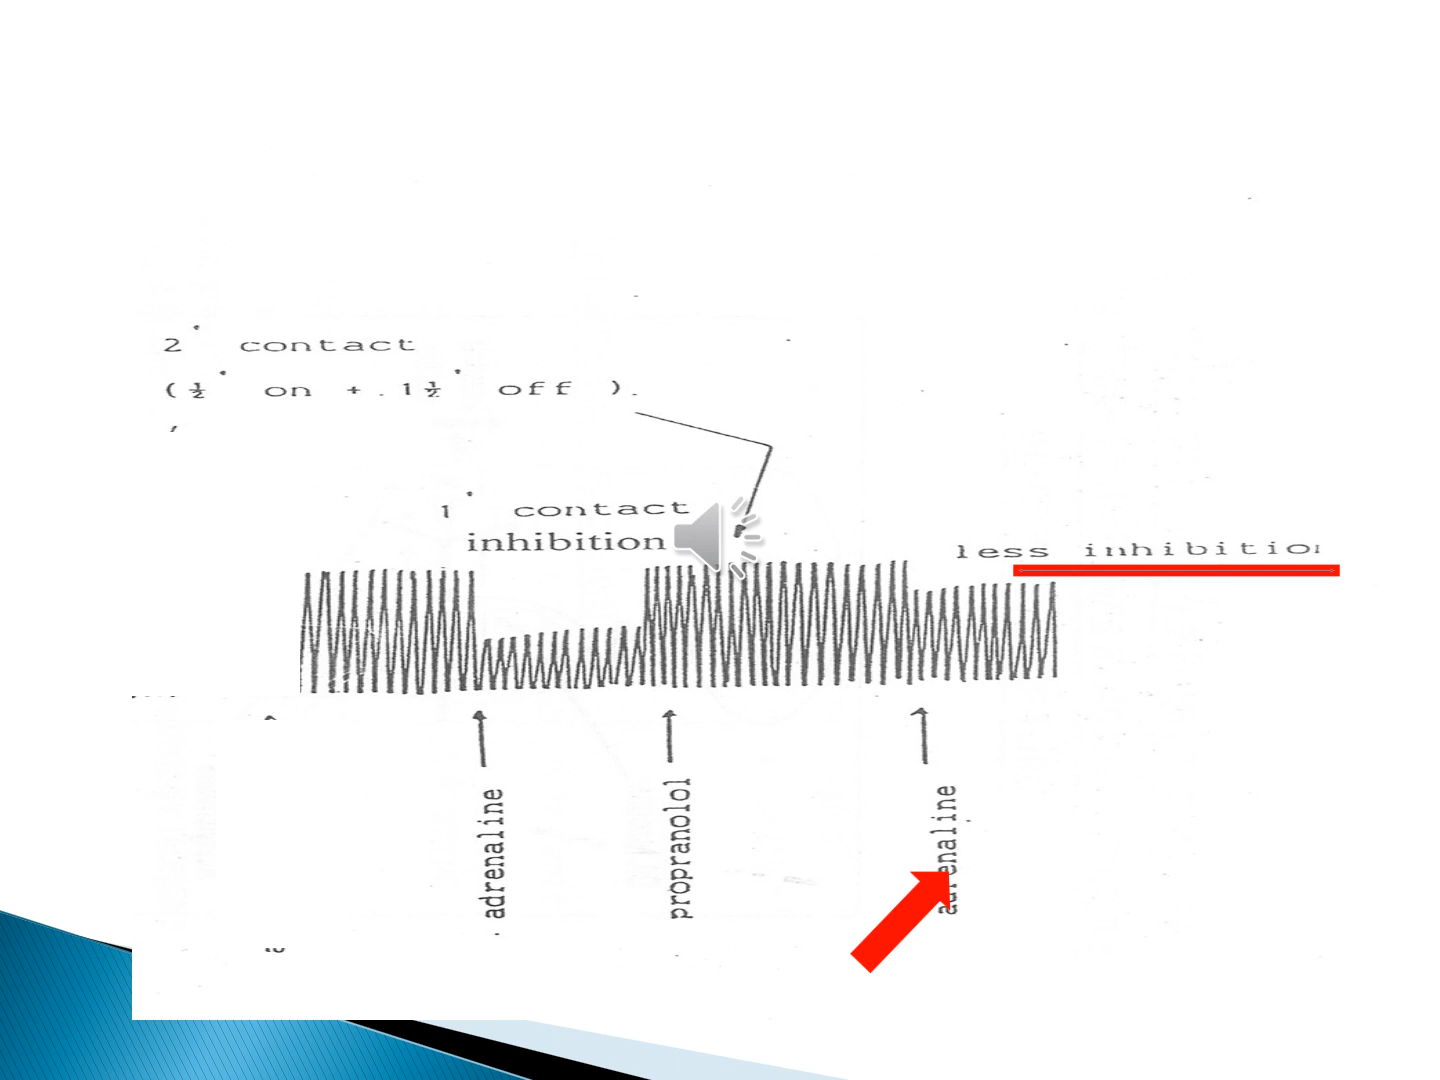 2' contact
(½' on + 1½' off ).
1' contact
inhibition
less inhibition
adrenaline
propranolol
adrenaline